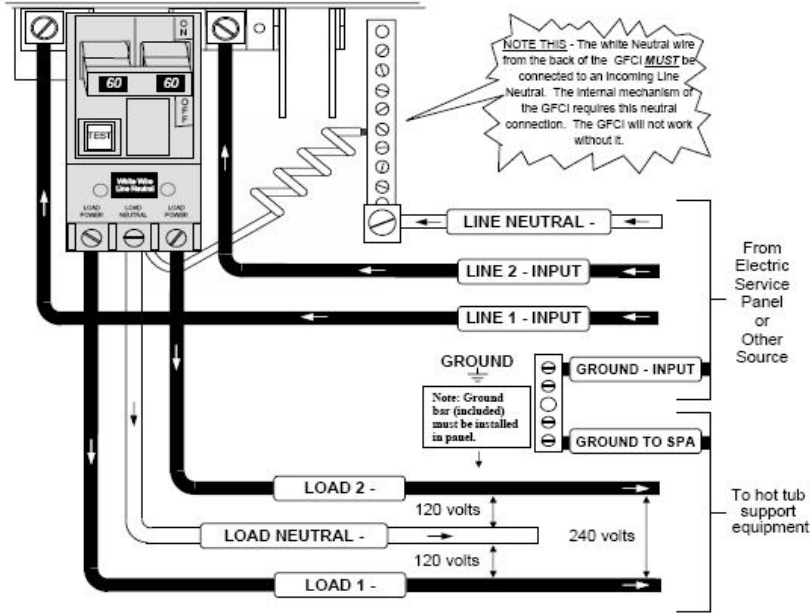 ON
60 60
OFF
TEST
White Wire
Line Neutral
LOAD
POWER
LOAD
NEUTRAL
LOAD
POWER
NOTE THIS - The white Neutral wire
from the back of the GFCI MUST be
connected to an incoming Line
Neutral. The internal mechanism of
the GFCI requires this neutral
connection. The GFCI will not work
without it.
LINE NEUTRAL -
LINE 2 - INPUT
LINE 1 - INPUT
From
Electric
Service
Panel
or
Other
Source
GROUND
GROUND - INPUT
Note: Ground
bar (included)
must be installed
in panel.
GROUND TO SPA
LOAD 2 -
120 volts
LOAD NEUTRAL -
240 volts
120 volts
LOAD 1 -
To hot tub
support
equipment